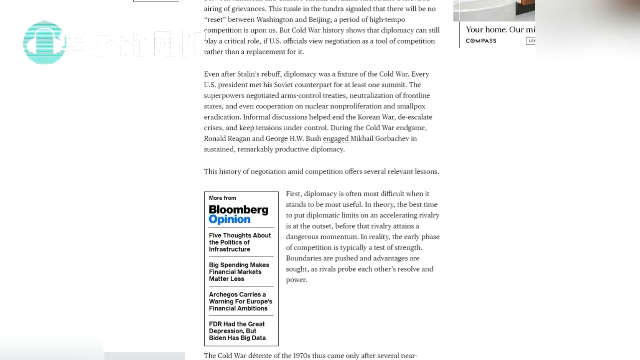 airing of grievances. This tussle in the tundra signaled that there will be no
"reset" between Washington and Beijing; a period of high-tempo
competition is upon us. But Cold War history shows that diplomacy can still
play a critical role, if U.S. officials view negotiation as a tool of competition
rather than a replacement for it.
Even after Stalin's rebuff, diplomacy was a fixture of the Cold War. Every
U.S. president met his Soviet counterpart for at least one summit. The
superpowers negotiated arms-control treaties, neutralization of frontline
states, and even cooperation on nuclear nonproliferation and smallpox
eradication. Informal discussions helped end the Korean War, de-escalate
crises, and keep tensions under control. During the Cold War endgame,
Ronald Reagan and George H.W. Bush engaged Mikhail Gorbachev in
sustained, remarkably productive diplomacy.
This history of negotiation amid competition offers several relevant lessons.
More from
Bloomberg
Opinion
Five Thoughts About
the Politics of
Infrastructure
Big Spending Makes
Financial Markets
Matter Less
Archegos Carries a
Warning For Europe's
Financial Ambitions
FDR Had the Great
Depression, But
Biden Has Big Data
First, diplomacy is often most difficult when it
stands to be most useful. In theory, the best time
to put diplomatic limits on an accelerating rivalry
is at the outset, before that rivalry attains a
dangerous momentum. In reality, the early phase
of competition is typically a test of strength.
Boundaries are pushed and advantages are
sought, as rivals probe each other's resolve and
power.
The Cold War détente of the 1970s thus came only after several near-
Your home. Our mi
COMPASS